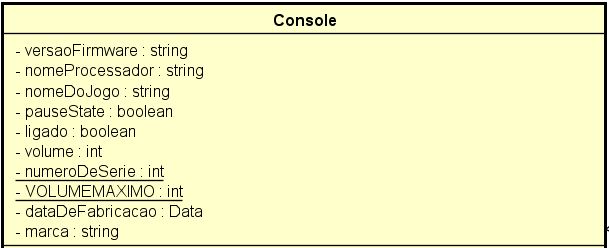 Console
- versaoFirmware : string
- nomeProcessador : string
- nomeDoJogo : string
- pauseState : boolean
- ligado : boolean
- volume : int
- numeroDeSerie : int
- VOLUMEMAXIMO : int
- dataDeFabricacao : Data
- marca : string